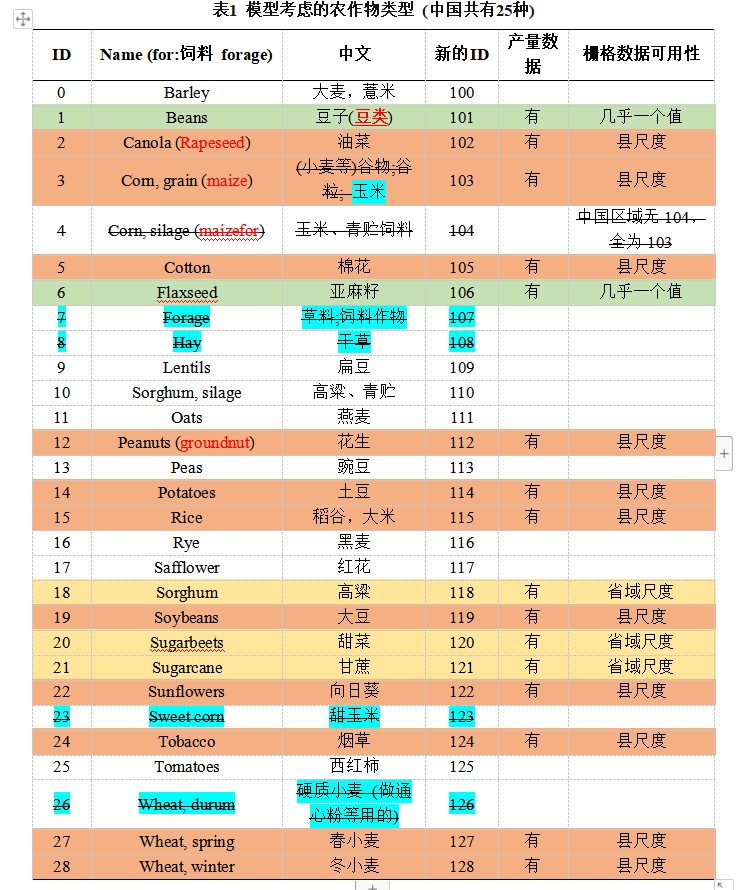 表1 模型考虑的农作物类型 (中国共有25种)
ID Name (for:饲料 forage) 中文 新的ID 产量数据 栅格数据可用性
0 Barley 大麦，薏米 100
1 Beans 豆子(豆类) 101 有 几乎一个值
2 Canola (Rapeseed) 油菜 102 有 县尺度
3 Corn, grain (maize) (小麦等)谷物;谷粒; 玉米 103 有 县尺度
4 Corn, silage (maizefor) 玉米、青贮饲料 104 中国区域无 104，全为 103
5 Cotton 棉花 105 有 县尺度
6 Flaxseed 亚麻籽 106 有 几乎一个值
7 Forage 草料;饲料作物 107
8 Hay 干草 108
9 Lentils 扁豆 109
10 Sorghum, silage 高粱、青贮 110
11 Oats 燕麦 111
12 Peanuts (groundnut) 花生 112 有 县尺度
13 Peas 豌豆 113
14 Potatoes 土豆 114 有 县尺度
15 Rice 稻谷，大米 115 有 县尺度
16 Rye 黑麦 116
17 Safflower 红花 117
18 Sorghum 高粱 118 有 省域尺度
19 Soybeans 大豆 119 有 县尺度
20 Sugarbeets 甜菜 120 有 省域尺度
21 Sugarcane 甘蔗 121 有 省域尺度
22 Sunflowers 向日葵 122 有 县尺度
23 Sweet corn 甜玉米 123
24 Tobacco 烟草 124 有 县尺度
25 Tomatoes 西红柿 125
26 Wheat, durum 硬质小麦 (做通心粉等用的) 126
27 Wheat, spring 春小麦 127 有 县尺度
28 Wheat, winter 冬小麦 128 有 县尺度